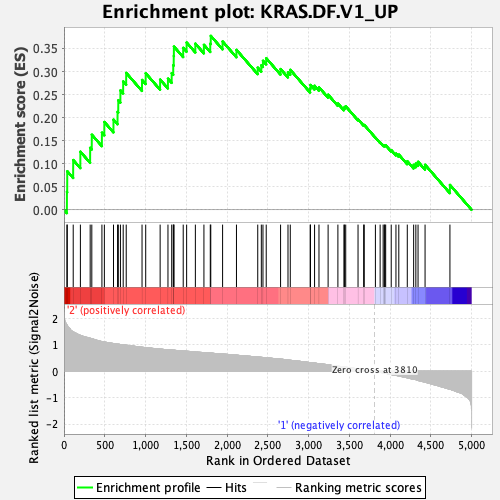 Enrichment plot: KRAS.DF.V1_UP
Enrichment score (ES)
0.35
0.30
0.25
0.20
0.15
0.10
0.05
0.00
'2' (positively correlated)
2
1
0
-1
-2
Zero cross at 3810
'1' (negatively correlated)
Ranked list metric (Signal2Noise)
0
500
1,000
1,500
2,000
2,500
3,000
3,500
4,000
4,500
5,000
Rank in Ordered Dataset
Enrichment profile
Hits
Ranking metric scores